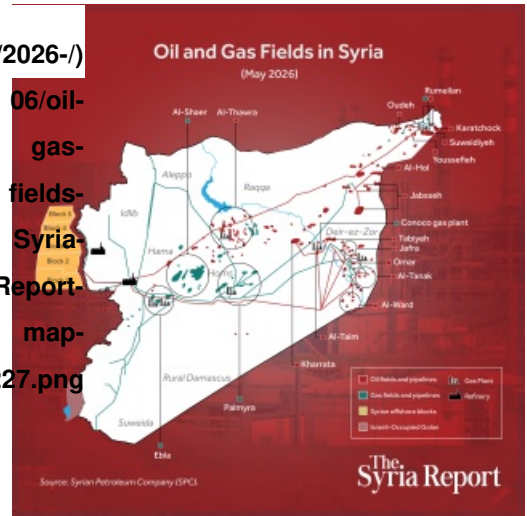 /2026-/)
06/oil-
gas-
fields-
Syria-
Report-
map-
227.png
Oil and Gas Fields in Syria
(May 2026)
Al-Shaer
Al-Thawra
Oudeh
Rumeilan
Karatchock
Suweidiyeh
Youssefieh
Al-Hol
Jabsseh
Conoco gas plant
Tabiyeh
Jafra
Omar
Al-Tanak
Al-Ward
Al-Taim
Kharrata
Palmyra
Ebla
Aleppo
Raqqa
Idlib
Hama
Homs
Deir-ez-Zor
Rural Damascus
Suweida
Block 2
Oil fields and pipelines
Gas Plant
Gas fields and pipelines
Refinery
Syrian offshore blocks
Israeli-Occupied Golan
Source: Syrian Petroleum Company (SPC).
The
Syria Report